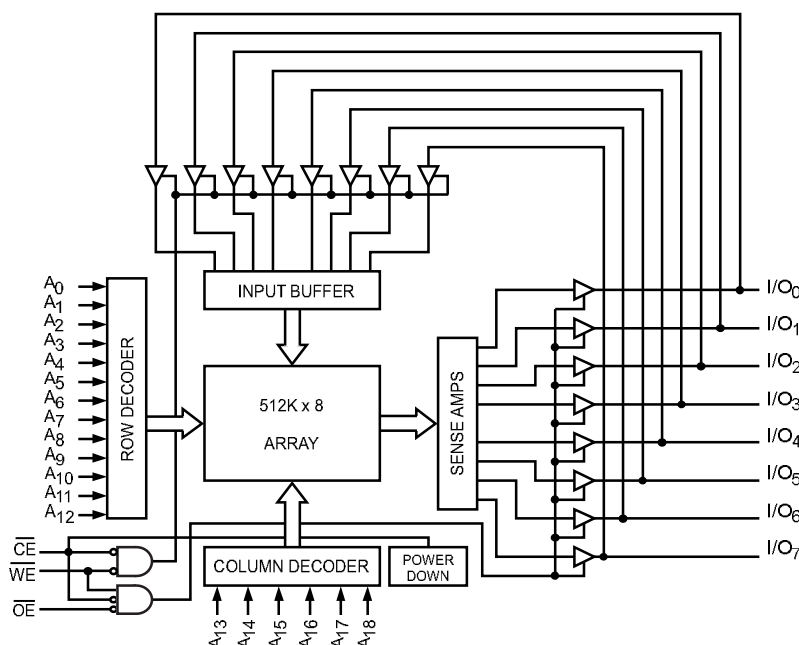 INPUT BUFFER
A0
A1
A2
A3
A4
A5
A6
A7
A8
A9
A10
A11
A12
ROW DECODER
512K x 8
ARRAY
SENSE AMPS
I/O0
I/O1
I/O2
I/O3
I/O4
I/O5
I/O6
I/O7
CE
WE
OE
COLUMN DECODER
POWER
DOWN
A13
A14
A15
A16
A17
A18